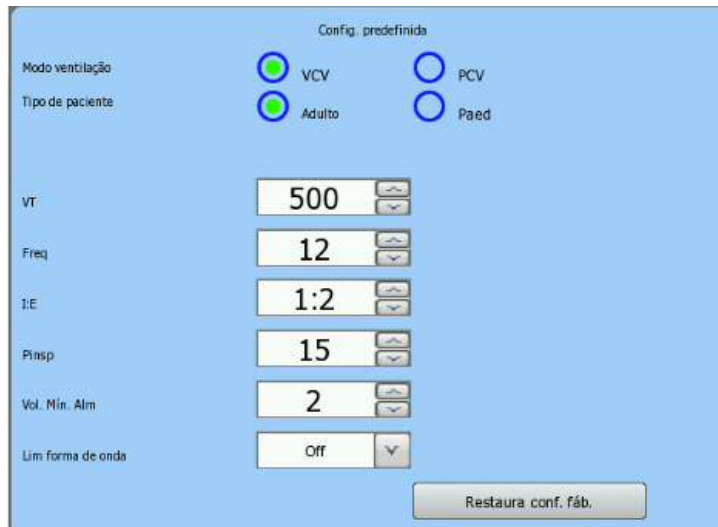 Config. predefinida
Modo ventilação VCV PCV
Tipo de paciente Adulto Paed
VT 500
Freq 12
I:E 1:2
Pinsp 15
Vol. Mín. Alm 2
Lim forma de onda Off
Restaura conf. fáb.